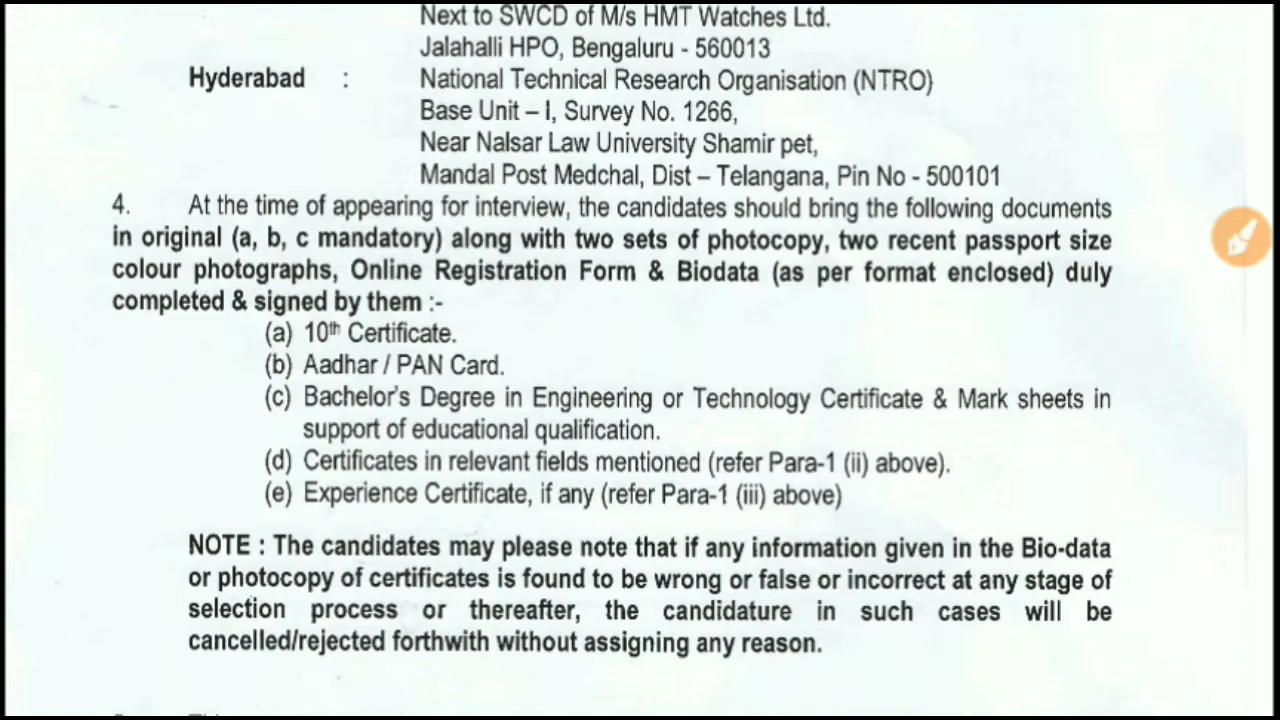 Next to SWCD of M/s HMT Watches Ltd.
Jalahalli HPO, Bengaluru - 560013
Hyderabad : National Technical Research Organisation (NTRO)
Base Unit – I, Survey No. 1266,
Near Nalsar Law University Shamir pet,
Mandal Post Medchal, Dist – Telangana, Pin No - 500101
4. At the time of appearing for interview, the candidates should bring the following documents
in original (a, b, c mandatory) along with two sets of photocopy, two recent passport size
colour photographs, Online Registration Form & Biodata (as per format enclosed) duly
completed & signed by them :-
(a) 10th Certificate.
(b) Aadhar / PAN Card.
(c) Bachelor's Degree in Engineering or Technology Certificate & Mark sheets in
support of educational qualification.
(d) Certificates in relevant fields mentioned (refer Para-1 (ii) above).
(e) Experience Certificate, if any (refer Para-1 (iii) above)
NOTE : The candidates may please note that if any information given in the Bio-data
or photocopy of certificates is found to be wrong or false or incorrect at any stage of
selection process or thereafter, the candidature in such cases will be
cancelled/rejected forthwith without assigning any reason.